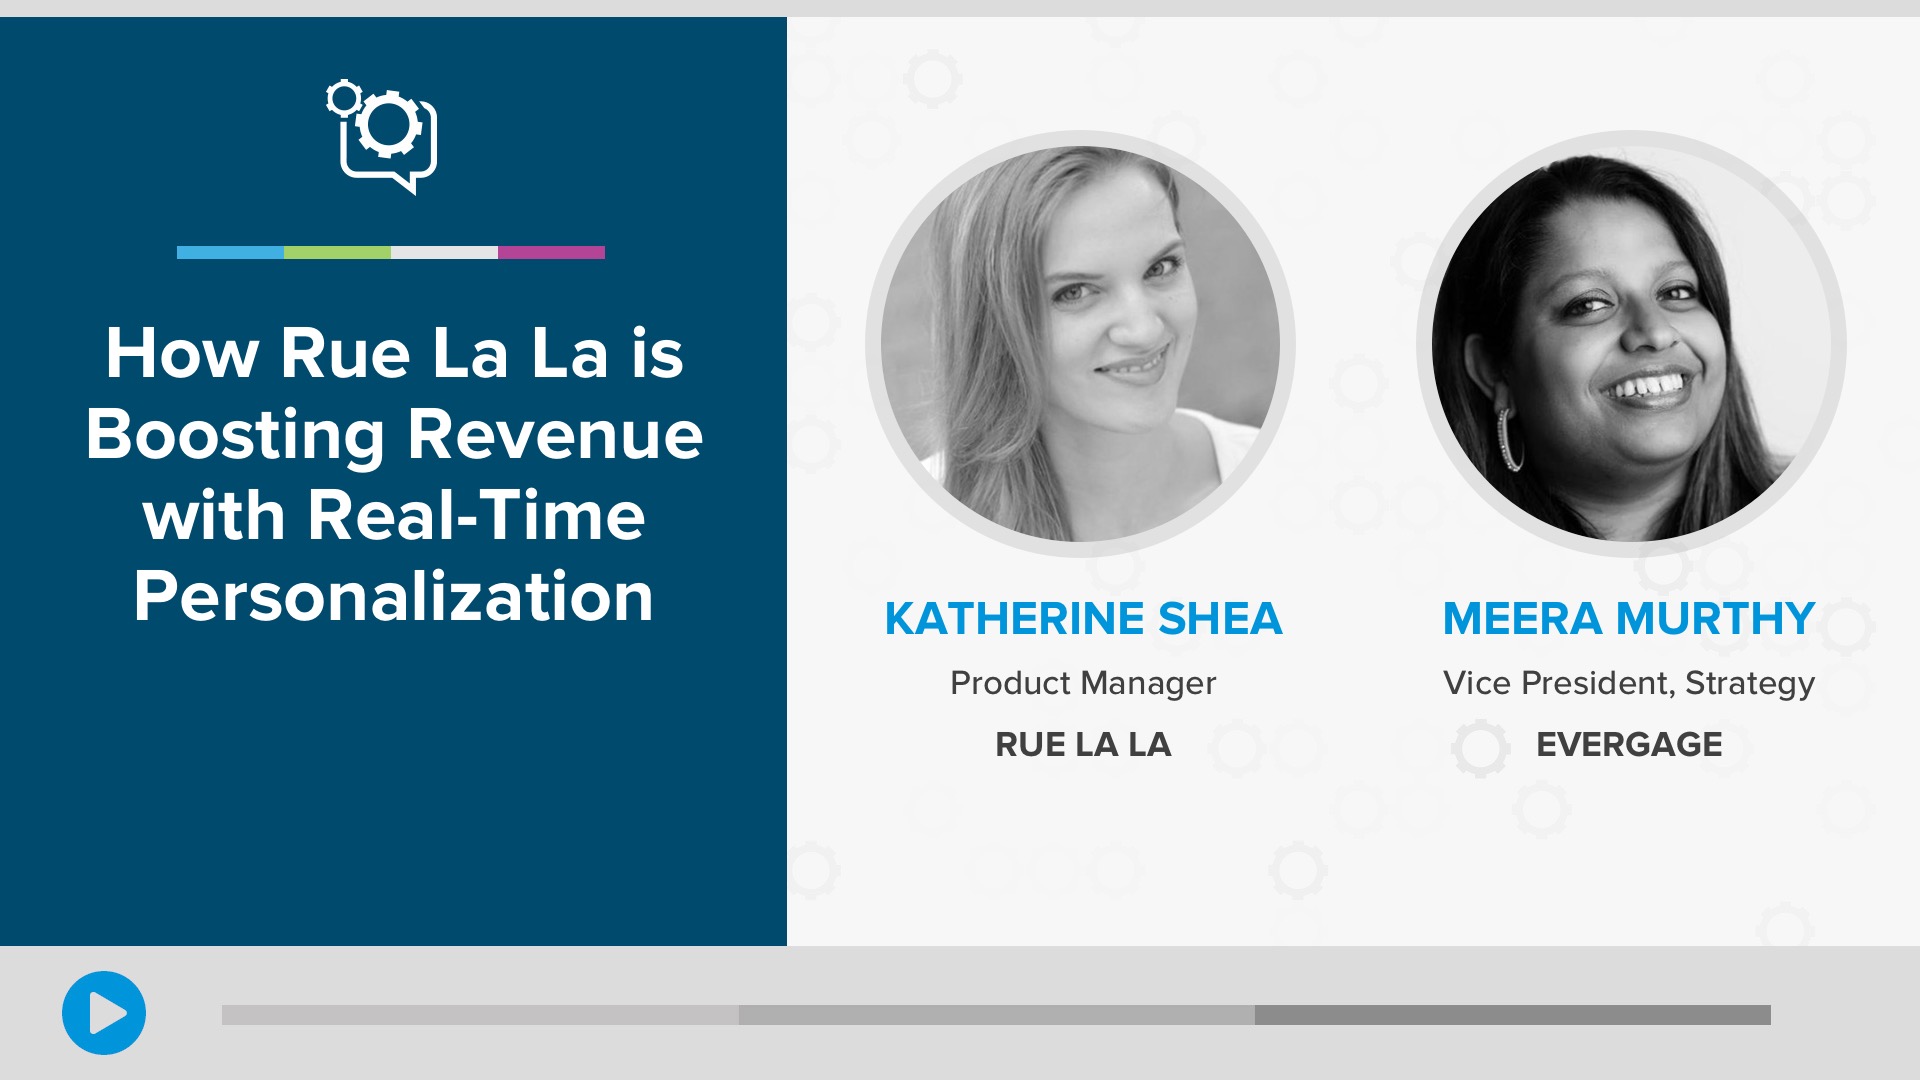 How Rue La La is
Boosting Revenue
with Real-Time
Personalization
KATHERINE SHEA
Product Manager
RUE LA LA
MEERA MURTHY
Vice President, Strategy
EVERGAGE